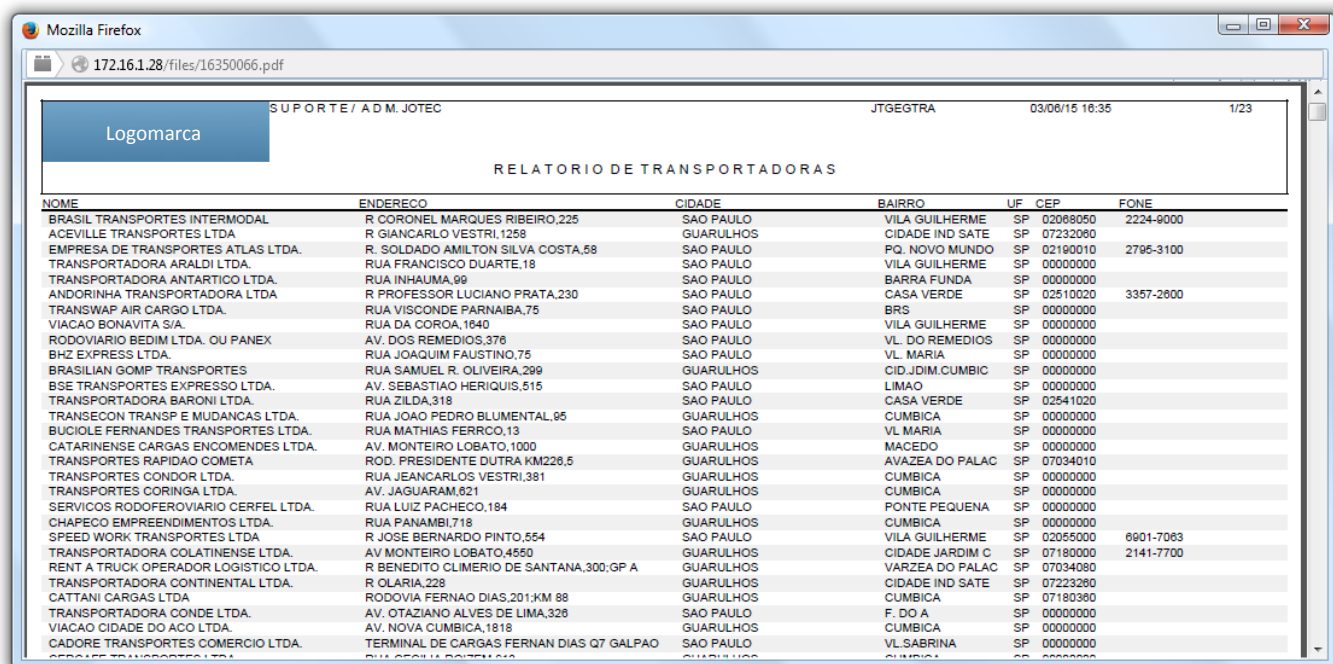 Mozilla Firefox
172.16.1.28/files/16350066.pdf
Logomarca
S U P O R T E / A D M. JOTEC JTGEGTRA 03/06/15 16:35 1/23
R E L A T O R I O D E T R A N S P O R T A D O R A S
NOME ENDERECO CIDADE BAIRRO UF CEP FONE
BRASIL TRANSPORTES INTERMODAL R CORONEL MARQUES RIBEIRO,225 SAO PAULO VILA GUILHERME SP 02068050 2224-9000
ACEVILLE TRANSPORTES LTDA R GIANCARLO VESTRI,1258 GUARULHOS CIDADE IND SATE SP 07232060
EMPRESA DE TRANSPORTES ATLAS LTDA. R. SOLDADO AMILTON SILVA COSTA,58 SAO PAULO PQ. NOVO MUNDO SP 02190010 2795-3100
TRANSPORTADORA ARALDI LTDA. RUA FRANCISCO DUARTE,18 SAO PAULO VILA GUILHERME SP 00000000
TRANSPORTADORA ANTARTICO LTDA. RUA INHAUMA,99 SAO PAULO BARRA FUNDA SP 00000000
ANDORINHA TRANSPORTADORA LTDA R PROFESSOR LUCIANO PRATA,230 SAO PAULO CASA VERDE SP 02510020 3357-2600
TRANSWAP AIR CARGO LTDA. RUA VISCONDE PARNAIBA,75 SAO PAULO BRS SP 00000000
VIACAO BONAVITA S/A. RUA DA COROA,1640 SAO PAULO VILA GUILHERME SP 00000000
RODOVIARIO BEDIM LTDA. OU PANEX AV. DOS REMEDIOS,376 SAO PAULO VL. DO REMEDIOS SP 00000000
BHZ EXPRESS LTDA. RUA JOAQUIM FAUSTINO,75 SAO PAULO VL. MARIA SP 00000000
BRASILIAN GOMP TRANSPORTES RUA SAMUEL R. OLIVEIRA,299 GUARULHOS CID.JDIM.CUMBIC SP 00000000
BSE TRANSPORTES EXPRESSO LTDA. AV. SEBASTIAO HERIQUIS,515 SAO PAULO LIMAO SP 00000000
TRANSPORTADORA BARONI LTDA. RUA ZILDA,318 SAO PAULO CASA VERDE SP 02541020
TRANSECON TRANSP E MUDANCAS LTDA. RUA JOAO PEDRO BLUMENTAL,95 GUARULHOS CUMBICA SP 00000000
BUCIOLE FERNANDES TRANSPORTES LTDA. RUA MATHIAS FERRCO,13 SAO PAULO VL MARIA SP 00000000
CATARINENSE CARGAS ENCOMENDES LTDA. AV. MONTEIRO LOBATO,1000 GUARULHOS MACEDO SP 00000000
TRANSPORTES RAPIDAO COMETA ROD. PRESIDENTE DUTRA KM226,5 GUARULHOS AVAZEA DO PALAC SP 07034010
TRANSPORTES CONDOR LTDA. RUA JEANCARLOS VESTRI,381 GUARULHOS CUMBICA SP 00000000
TRANSPORTES CORINGA LTDA. AV. JAGUARAM,621 GUARULHOS CUMBICA SP 00000000
SERVICOS RODOFEROVIARIO CERFEL LTDA. RUA LUIZ PACHECO,184 SAO PAULO PONTE PEQUENA SP 00000000
CHAPECO EMPREENDIMENTOS LTDA. RUA PANAMBI,718 GUARULHOS CUMBICA SP 00000000
SPEED WORK TRANSPORTES LTDA R JOSE BERNARDO PINTO,554 SAO PAULO VILA GUILHERME SP 02055000 6901-7063
TRANSPORTADORA COLATINENSE LTDA. AV MONTEIRO LOBATO,4550 GUARULHOS CIDADE JARDIM C SP 07180000 2141-7700
RENT A TRUCK OPERADOR LOGISTICO LTDA. R BENEDITO CLIMERIO DE SANTANA,300;GP A GUARULHOS VARZEA DO PALAC SP 07034080
TRANSPORTADORA CONTINENTAL LTDA. R OLARIA,228 GUARULHOS CIDADE IND SATE SP 07223260
CATTANI CARGAS LTDA RODOVIA FERNAO DIAS,201;KM 88 GUARULHOS CUMBICA SP 07180360
TRANSPORTADORA CONDE LTDA. AV. OTAZIANO ALVES DE LIMA,326 SAO PAULO F. DO A SP 00000000
VIACAO CIDADE DO ACO LTDA. AV. NOVA CUMBICA,1818 GUARULHOS CUMBICA SP 00000000
CADORE TRANSPORTES COMERCIO LTDA. TERMINAL DE CARGAS FERNAN DIAS Q7 GALPAO SAO PAULO VL.SABRINA SP 00000000